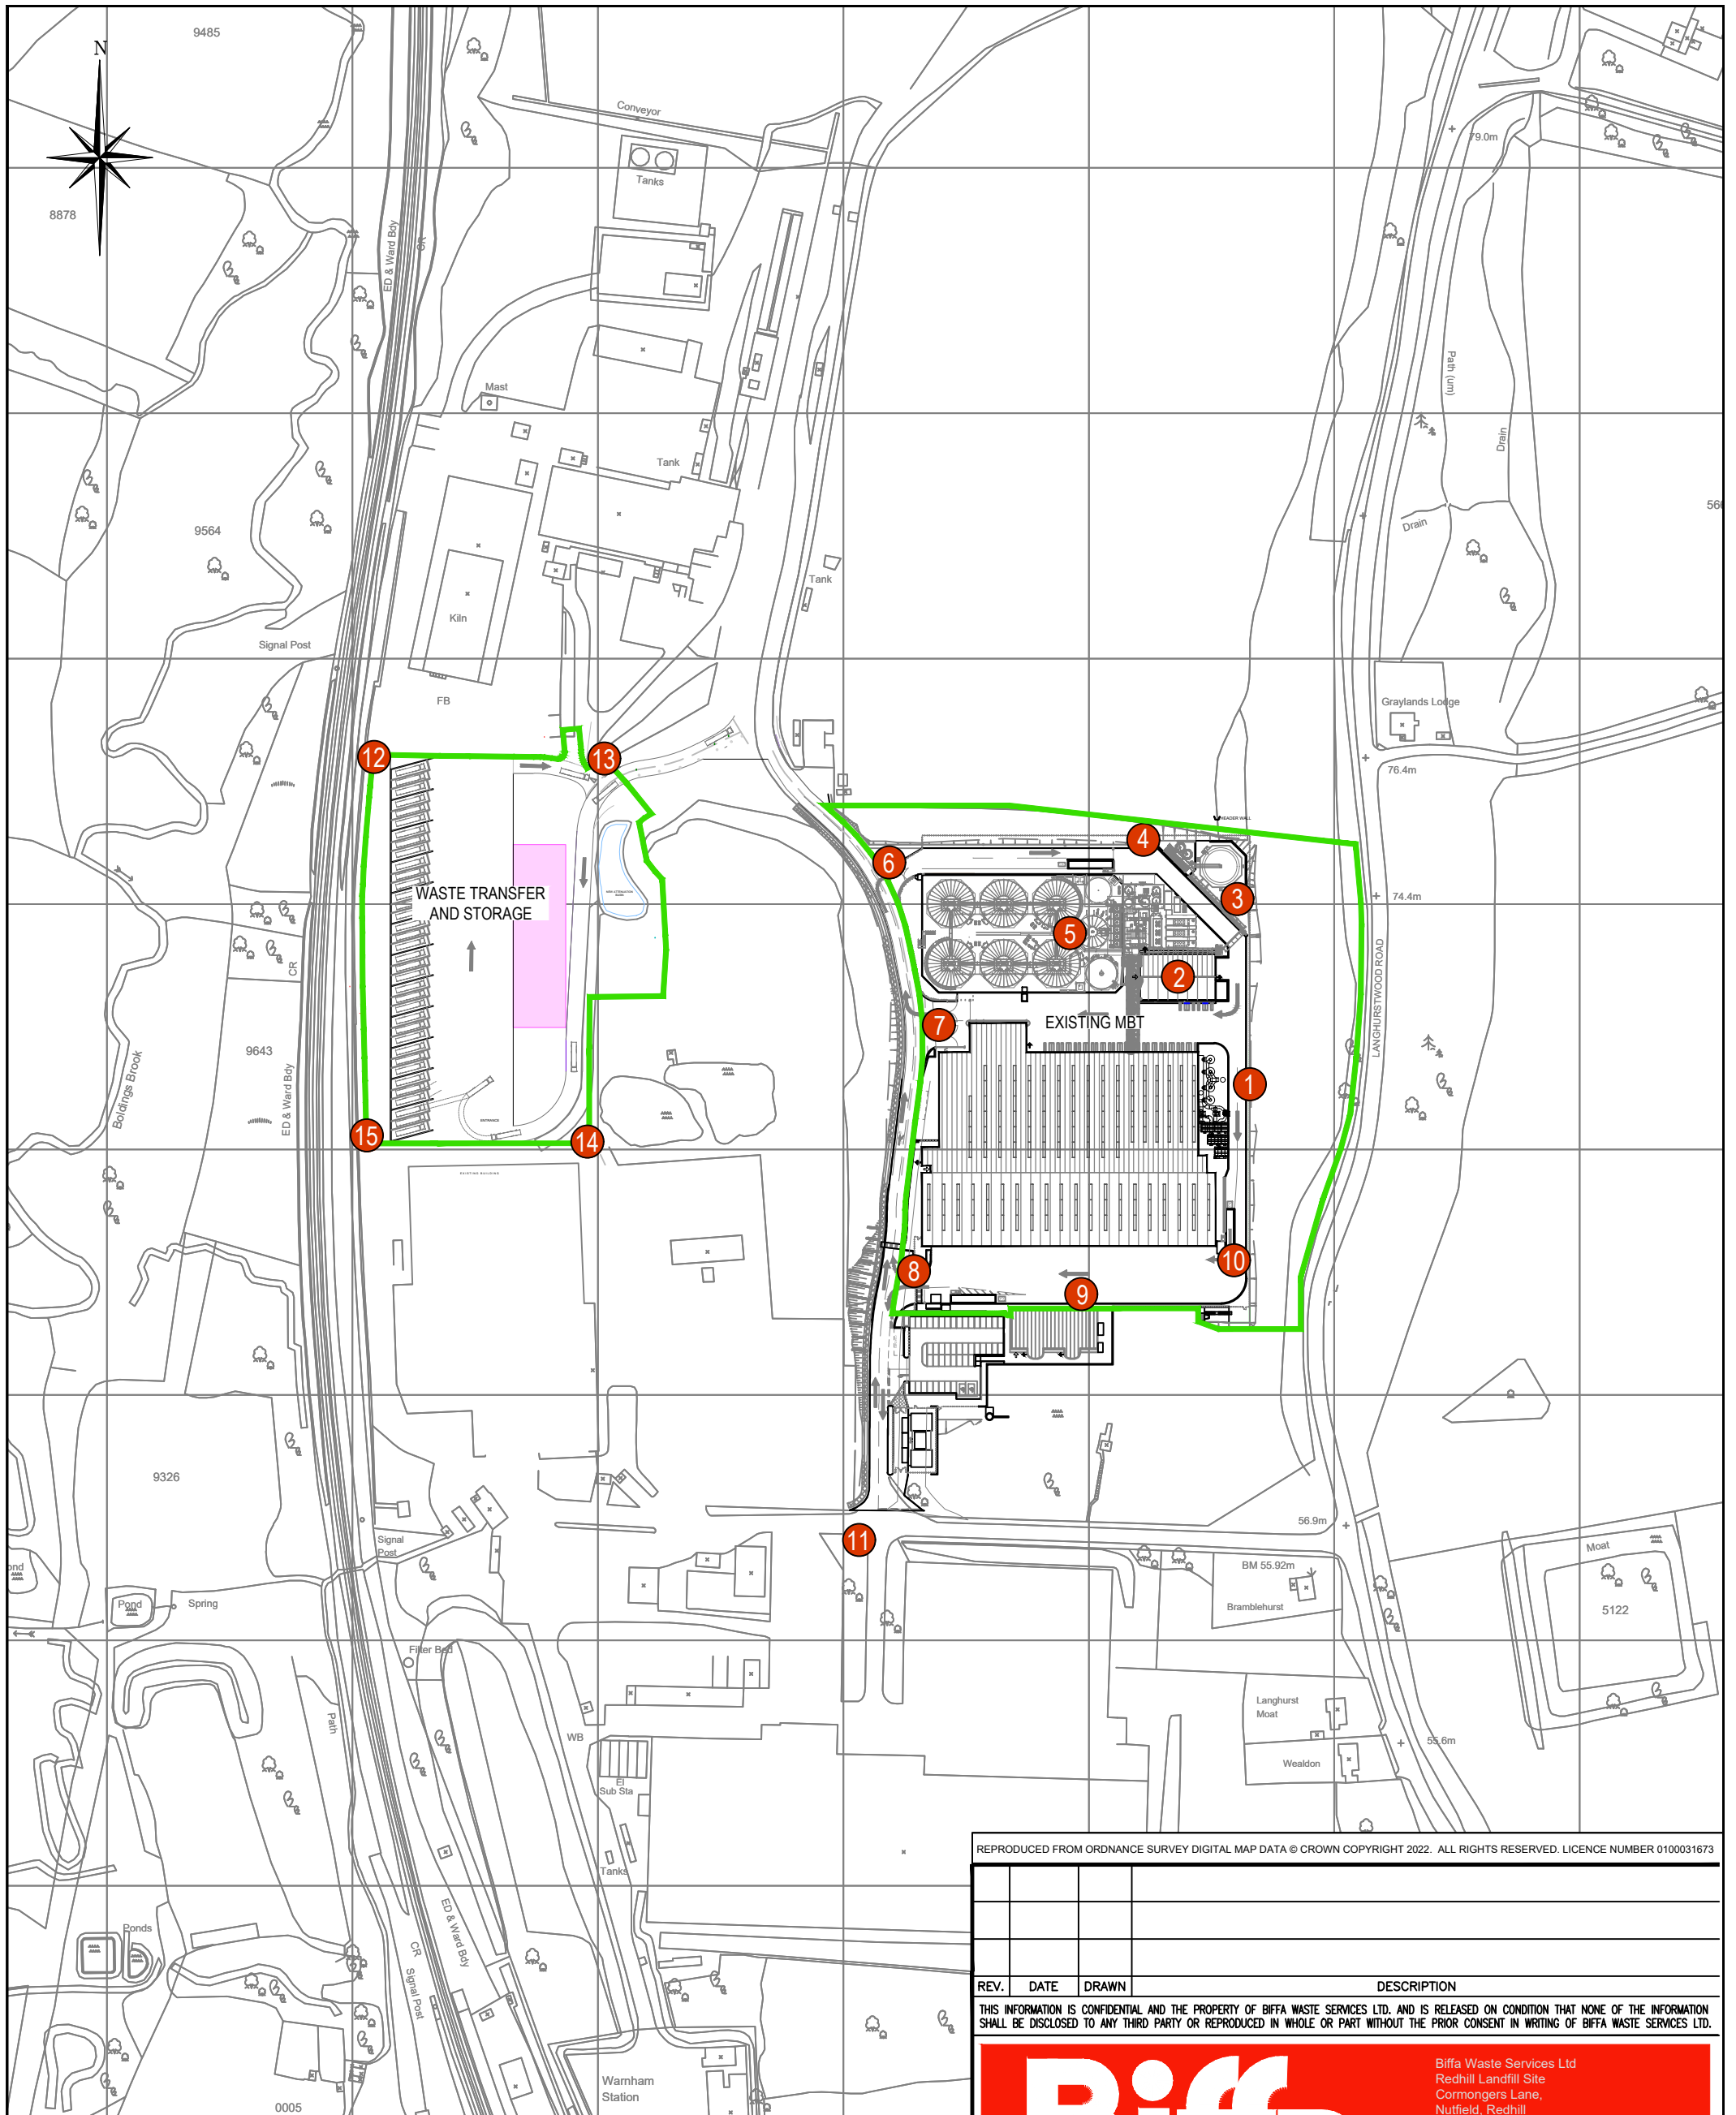 9485
N
Conveyor
79.0m
Tanks
8878
ED & Ward Bdy
CR
Path (um)
Mast
Drain
Tank
Drain
9564
Tank
Kiln
Signal Post
FB
Graylands Lodge
12
13
76.4m
HEADER WALL
4
6
WASTE TRANSFER
AND STORAGE
3
74.4m
5
2
CR
LANGHURSTWOOD ROAD
EXISTING MBT
7
9643
Boldings Brook
ED & Ward Bdy
1
ENTRANCE
15
14
EXISTING BUILDING
10
8
9
9326
56.9m
Signal
Post
11
Moat
BM 55.92m
Pond
Spring
Bramblehurst
5122
Filter Bed
Path
Langhurst
Moat
WB
55.6m
Wealdon
El
Sub Sta
REPRODUCED FROM ORDNANCE SURVEY DIGITAL MAP DATA © CROWN COPYRIGHT 2022. ALL RIGHTS RESERVED. LICENCE NUMBER 0100031673
Tanks
Ponds
ED & Ward Bdy
CR
Signal Post
REV. DATE DRAWN DESCRIPTION
THIS INFORMATION IS CONFIDENTIAL AND THE PROPERTY OF BIFFA WASTE SERVICES LTD. AND IS RELEASED ON CONDITION THAT NONE OF THE INFORMATION
SHALL BE DISCLOSED TO ANY THIRD PARTY OR REPRODUCED IN WHOLE OR PART WITHOUT THE PRIOR CONSENT IN WRITING OF BIFFA WASTE SERVICES LTD.
Biffa
Biffa Waste Services Ltd
Redhill Landfill Site
Cormongers Lane,
Nutfield, Redhill
Warnham
Station
0005